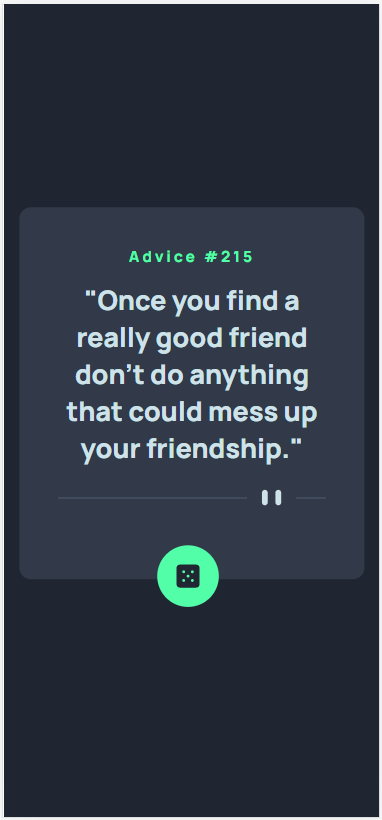 Advice #215
"Once you find a
really good friend
don't do anything
that could mess up
your friendship."